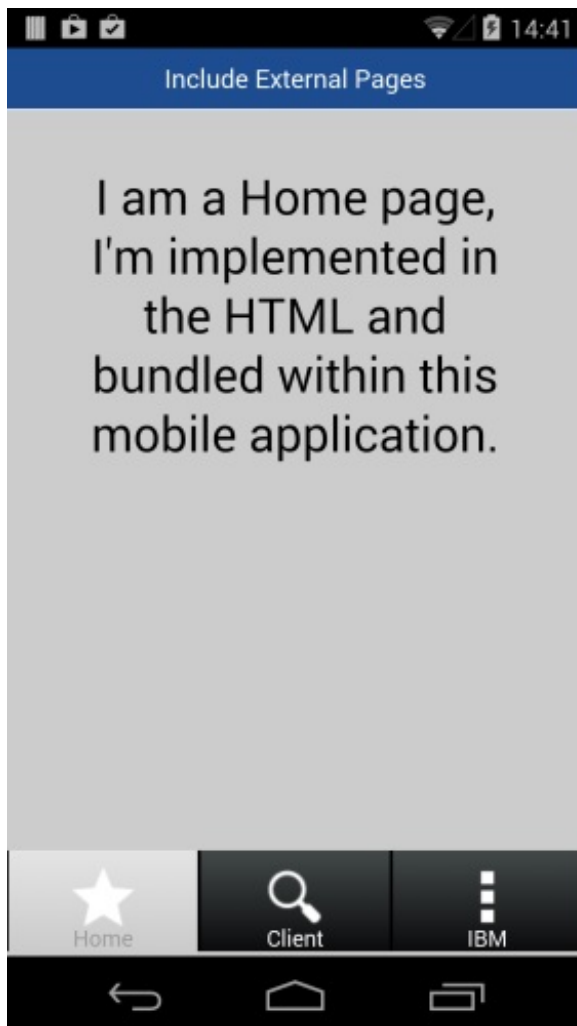 14:41
Include External Pages
I am a Home page,
I'm implemented in
the HTML and
bundled within this
mobile application.
Home
Client
IBM